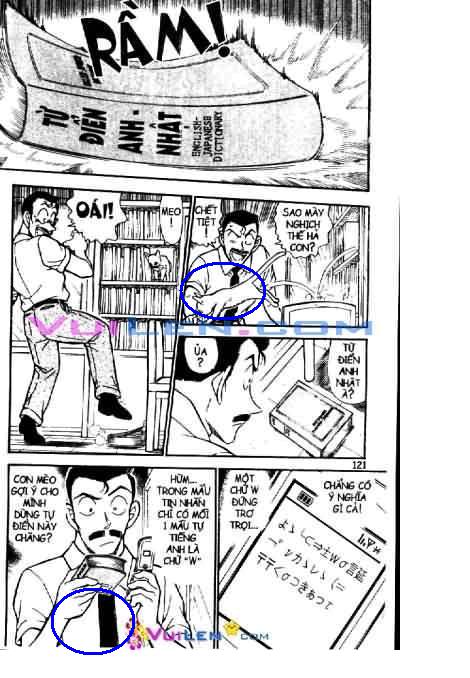 RẦM!
TỪ
ĐIỂN
ANH -
NHẬT
ENGLISH-
JAPANESE
DICTIONARY
OÁI!
MEO
!
CHẾT
TIỆT
!
SAO MÀY
NGHỊCH
THẾ HẢ
CON?
VUILEN.COM
ỦA
?
TỪ
ĐIỂN
ANH
NHẬT
À?
121
CON MÈO
GỢI Ý CHO
MÌNH
DÙNG TỰ
ĐIỂN NÀY
CHĂNG?
HỪM...
TRONG MẨU
TIN NHẮN
CHỈ CÓ MỖI
1 MẪU TỰ
TIẾNG
ANH LÀ
CHỮ "W"
MỘT
CHỮ W
ĐỨNG
TRƠ
TRỌI...
CHẲNG CÓ
Ý NGHĨA
GÌ CẢ!
VUILEN.COM